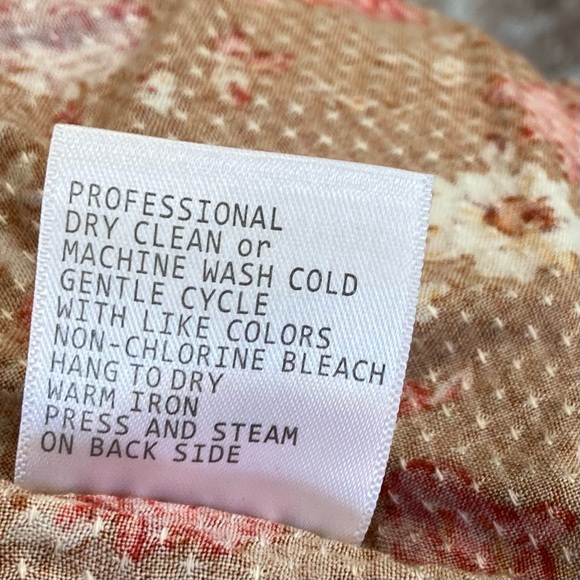 PROFESSIONAL
DRY CLEAN or
MACHINE WASH COLD
GENTLE CYCLE
WITH LIKE COLORS
NON-CHLORINE BLEACH
HANG TO DRY
WARM IRON
PRESS AND STEAM
ON BACK SIDE